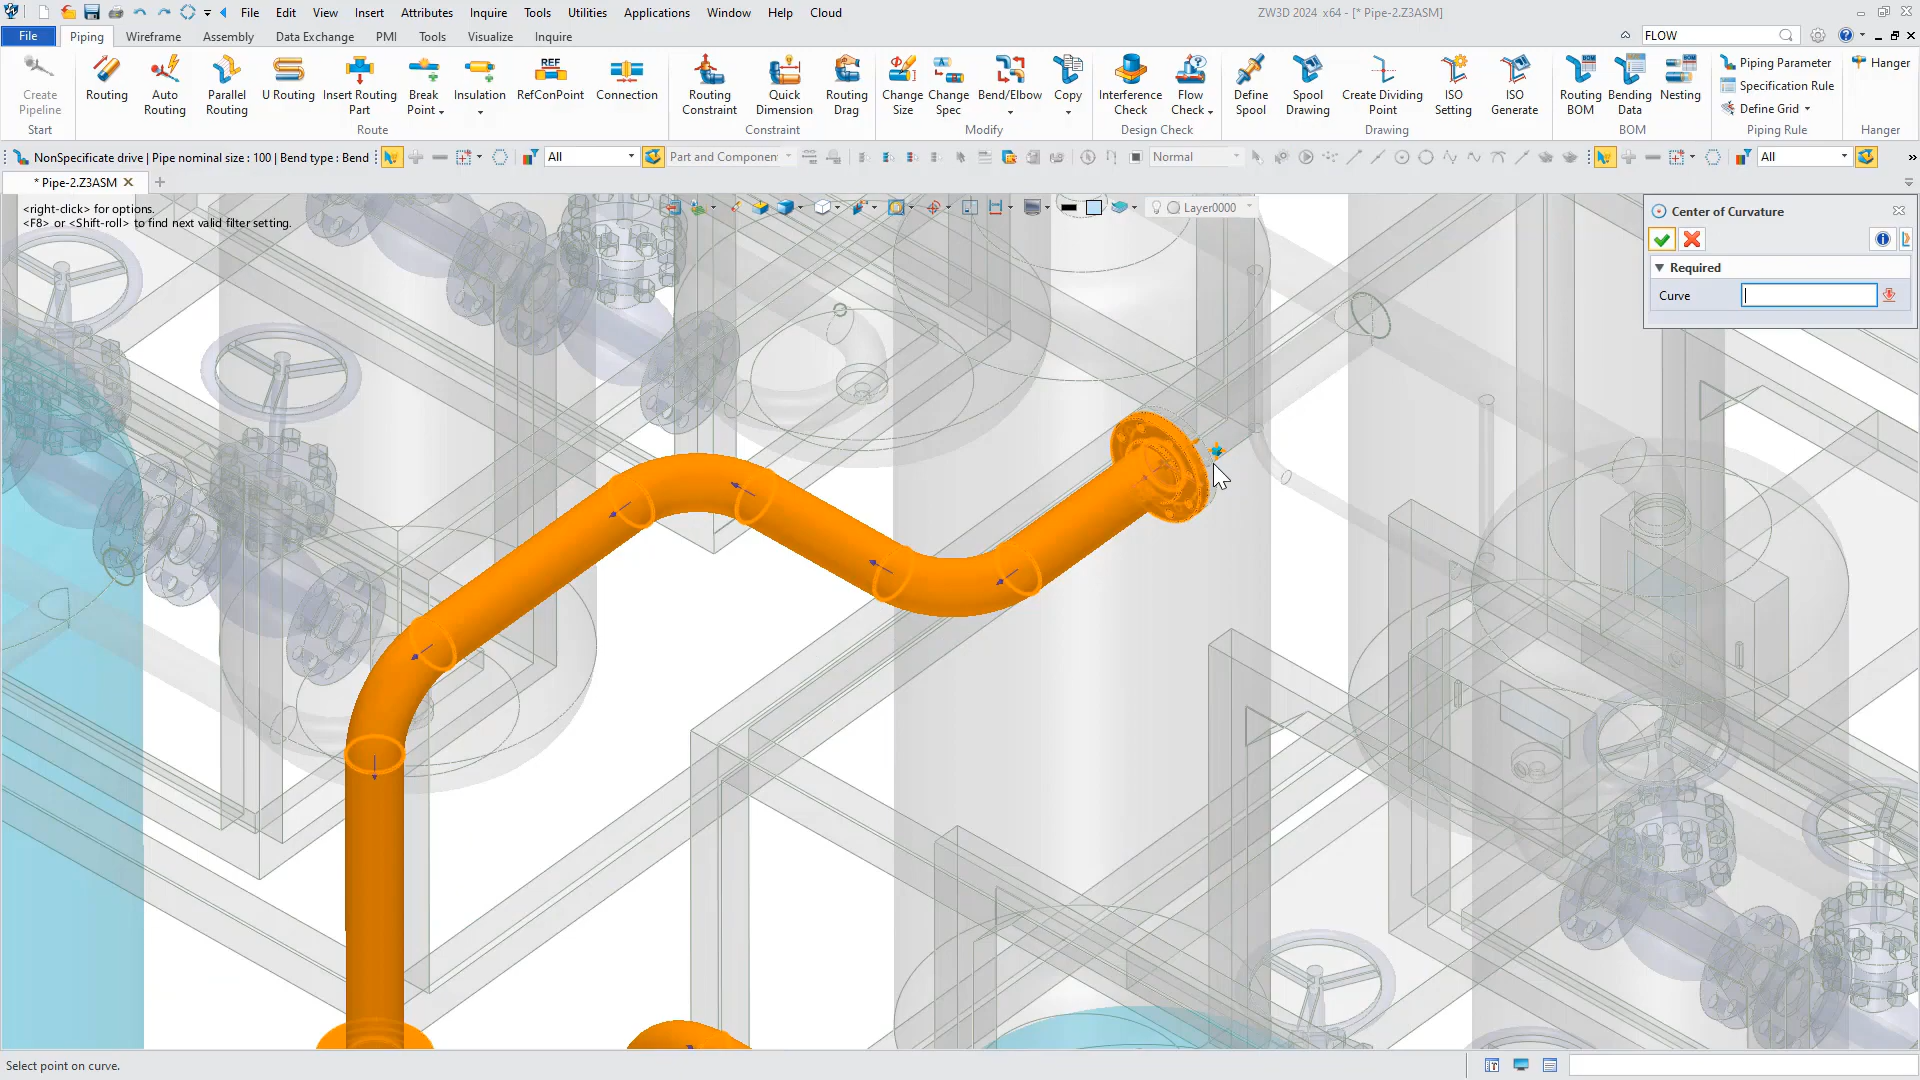 File Edit View Insert Attributes Inquire Tools Utilities Applications Window Help Cloud
ZW3D 2024 x64 - [* Pipe-2.Z3ASM]
File Piping Wireframe Assembly Data Exchange PMI Tools Visualize Inquire
FLOW
Create Pipeline
Routing
Auto Routing
Parallel Routing
U Routing
Insert Routing Part
Break Point
Insulation
REF
RefConPoint
Connection
Routing Constraint
Quick Dimension
Routing Drag
Change Size
Change Spec
Bend/Elbow
Copy
Interference Check
Flow Check
Define Spool
Spool Drawing
Create Dividing Point
ISO
ISO Setting
ISO
ISO Generate
BOM
Routing BOM
BOM
Bending Data
BOM
Nesting
Piping Parameter
Specification Rule
Define Grid
Hanger
Start
Route
Constraint
Modify
Design Check
Drawing
BOM
Piping Rule
Hanger
NonSpecificate drive | Pipe nominal size : 100 | Bend type : Bend
All
Part and Component
Normal
All
* Pipe-2.Z3ASM
<right-click> for options.
<F8> or <Shift-roll> to find next valid filter setting.
Layer0000
Center of Curvature
Required
Curve
Select point on curve.